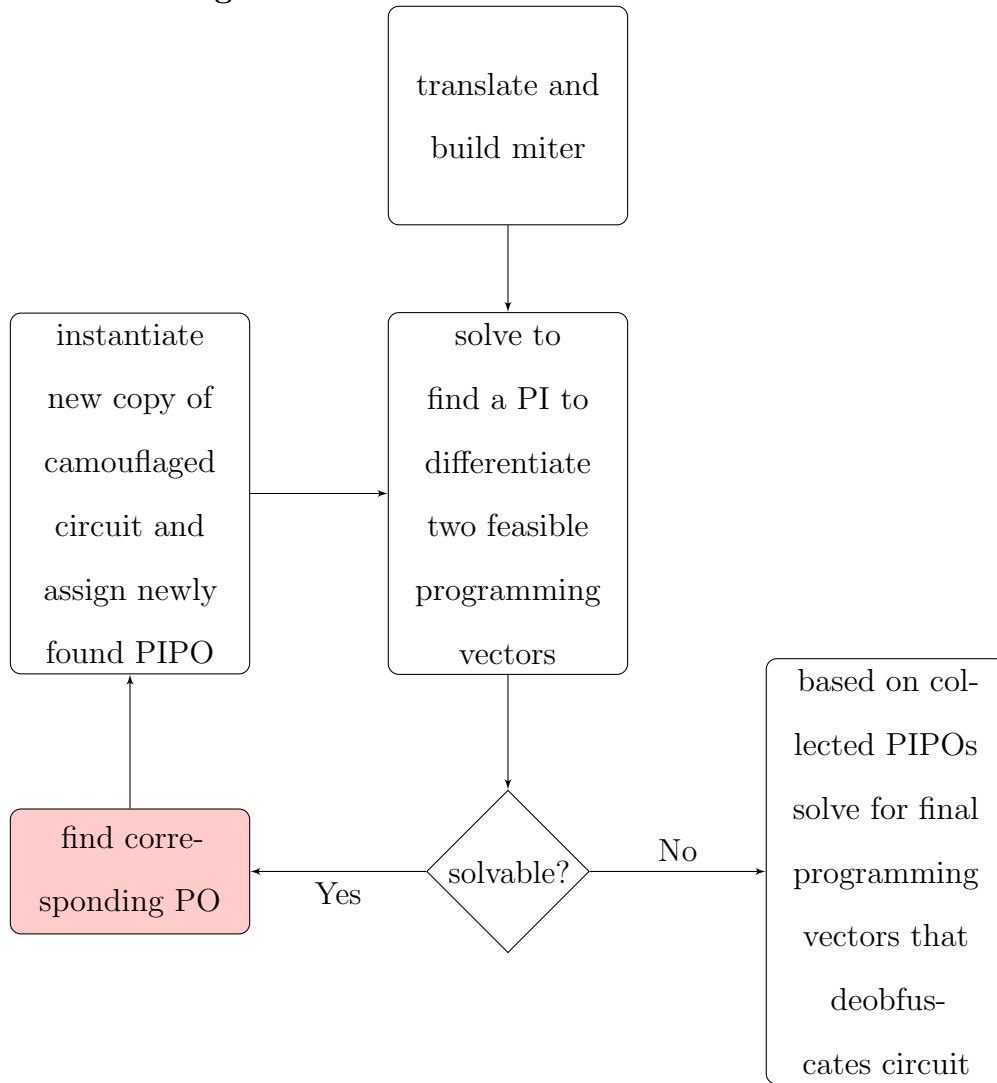 translate and
build miter
instantiate
new copy of
camouflaged
circuit and
assign newly
found PIPO
solve to
find a PI to
differentiate
two feasible
programming
vectors
find corre-
sponding PO
Yes
solvable?
No
based on col-
lected PIPOs
solve for final
programming
vectors that
deobfus-
cates circuit